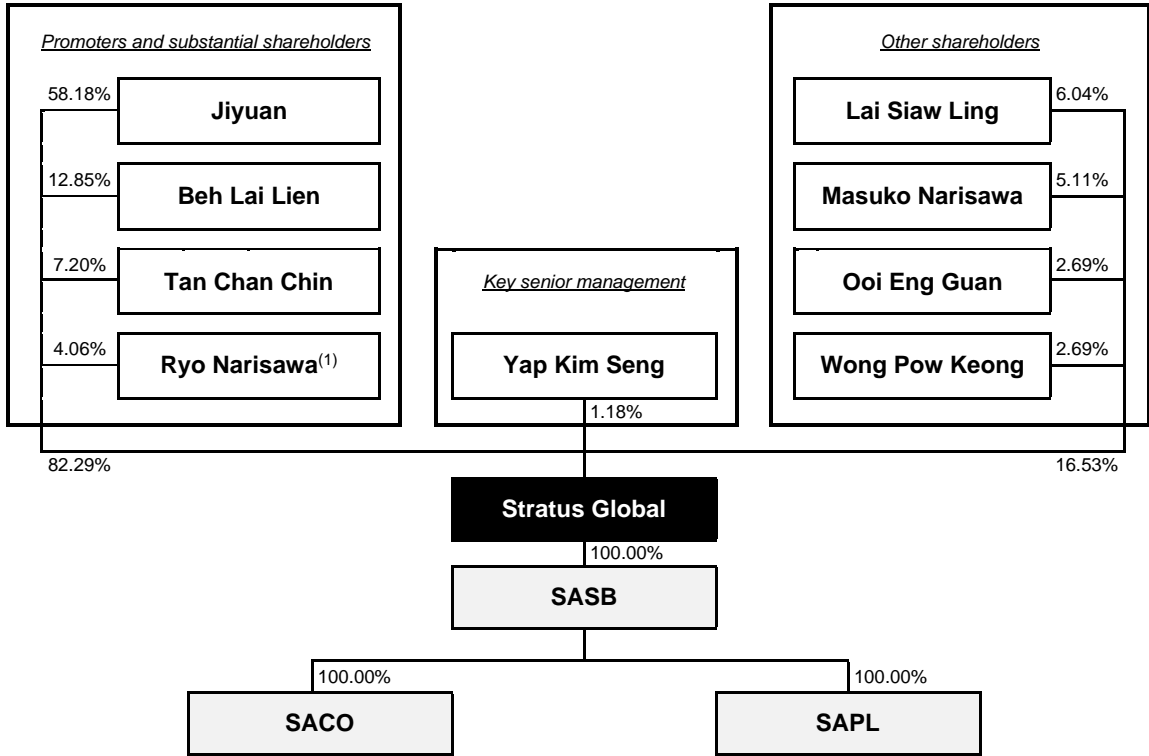 Promoters and substantial shareholders
58.18%
Jiyuan
12.85%
Beh Lai Lien
7.20%
Tan Chan Chin
4.06%
Ryo Narisawa(1)
82.29%
Key senior management
Yap Kim Seng
1.18%
Other shareholders
Lai Siaw Ling
6.04%
Masuko Narisawa
5.11%
Ooi Eng Guan
2.69%
Wong Pow Keong
2.69%
16.53%
Stratus Global
100.00%
SASB
100.00%
SACO
100.00%
SAPL